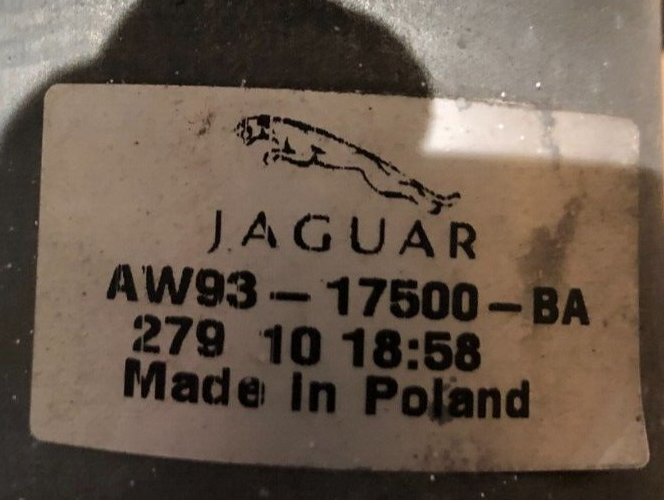 JAGUAR
AW93-17500-BA
279 10 18:58
Made in Poland